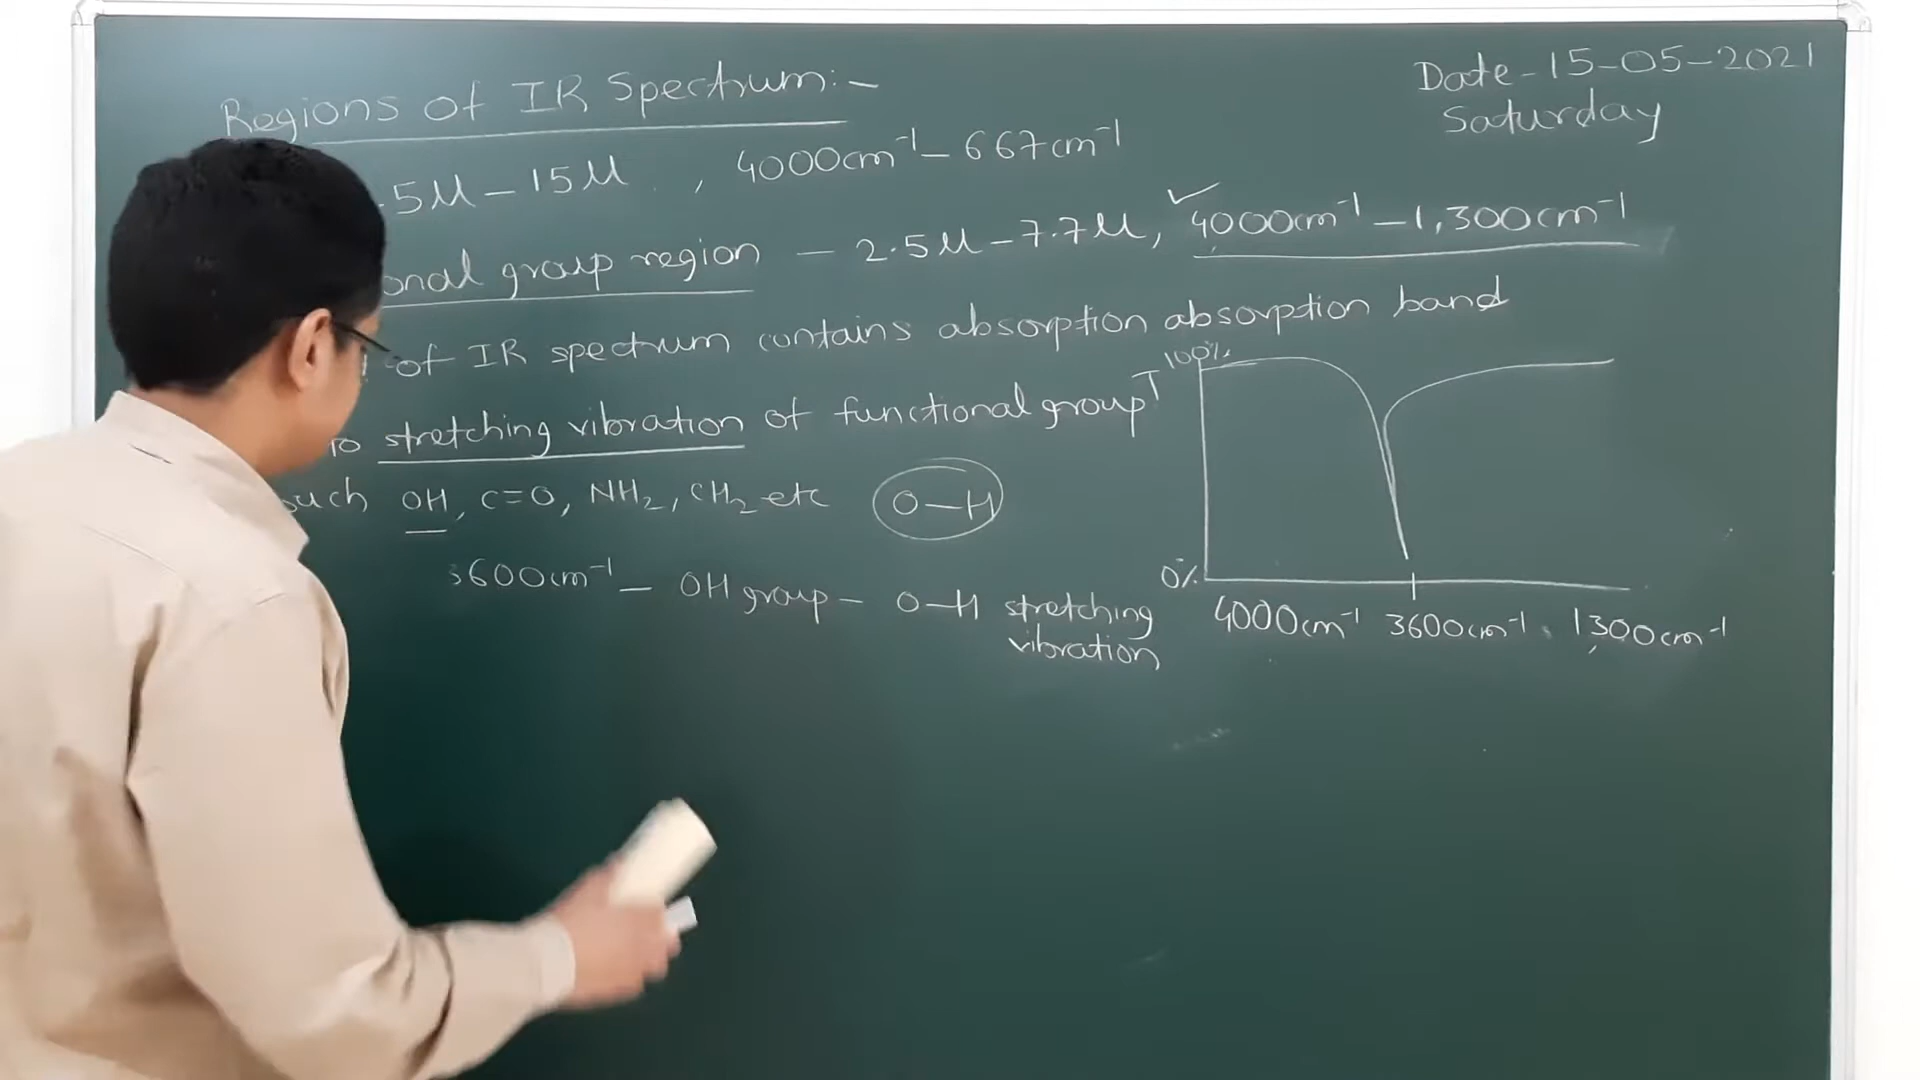 Regions of IR Spectrum:-
Date-15-05-2021
Saturday
.5μ-15μ, 4000cm⁻¹-667cm⁻¹
onal group region - 2.5μ-7.7μ, 4000cm⁻¹-1,300cm⁻¹
of IR spectrum contains absorption absorption band
to stretching vibration of functional group
such OH, C=O, NH₂, CH₂ etc O-H
3600cm⁻¹ - OH group - O-H stretching
vibration
100%
T
0%
4000cm⁻¹ 3600cm⁻¹ 1300cm⁻¹